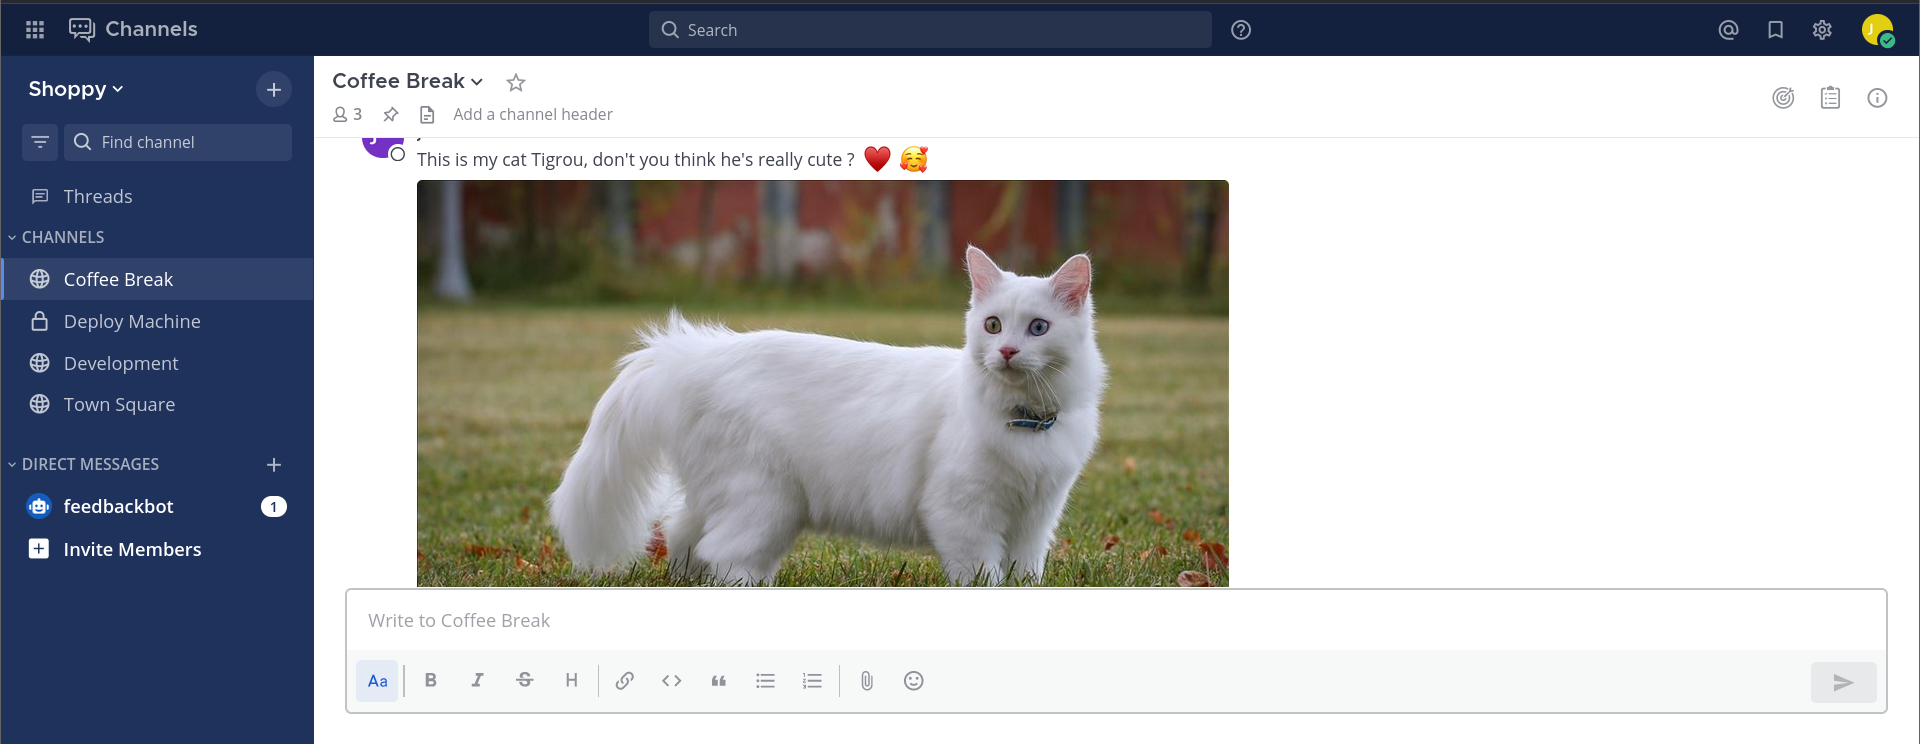 Channels
Search
J
Shoppy
Find channel
Threads
CHANNELS
Coffee Break
Deploy Machine
Development
Town Square
DIRECT MESSAGES
feedbackbot
1
Invite Members
Coffee Break
3
Add a channel header
This is my cat Tigrou, don't you think he's really cute ? ♥️ 🥰
Write to Coffee Break
Aa B I S H